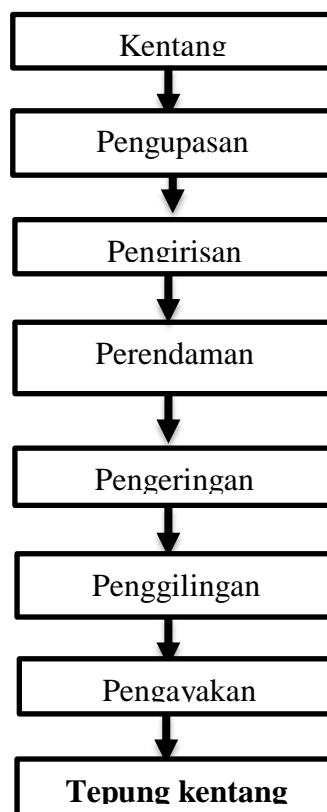 Kentang
Pengupasan
Pengirisan
Perendaman
Pengeringan
Penggilingan
Pengayakan
Tepung kentang